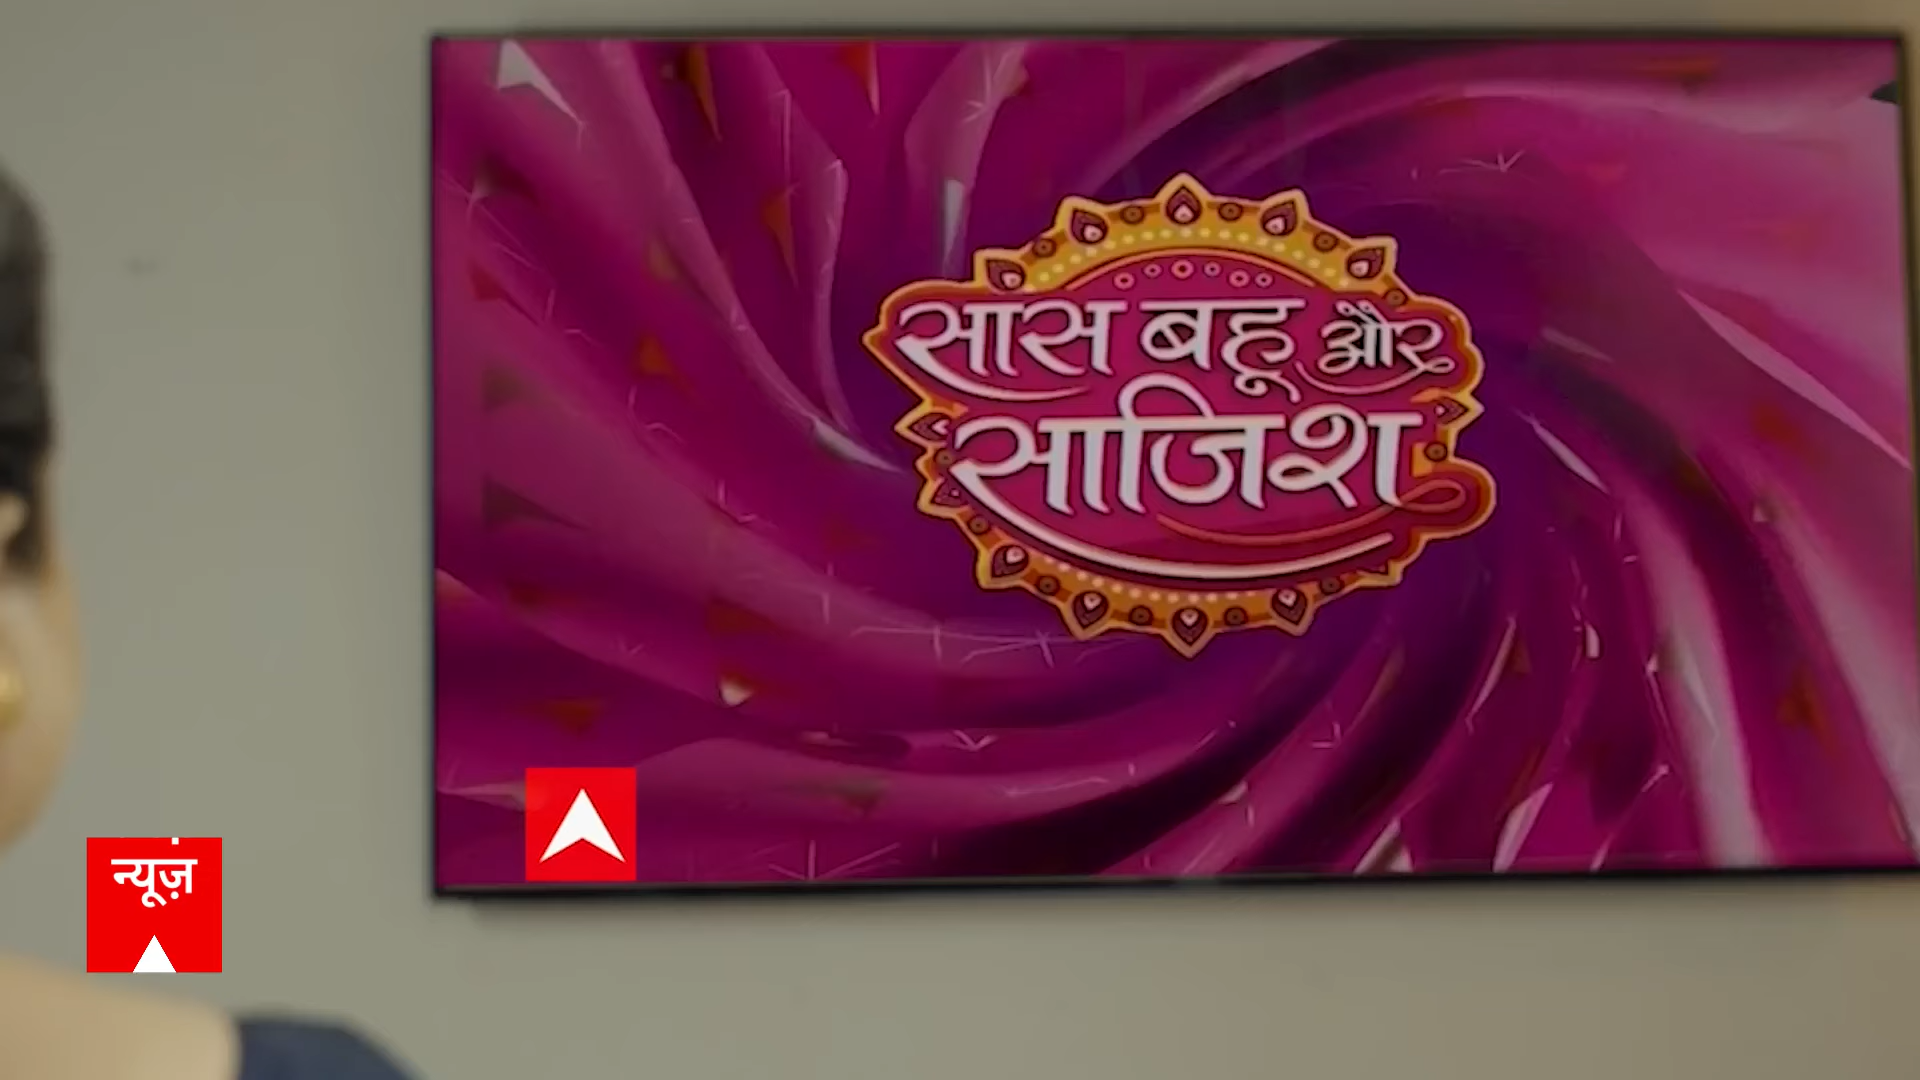 सास बहू और
साजिश
न्यूज़